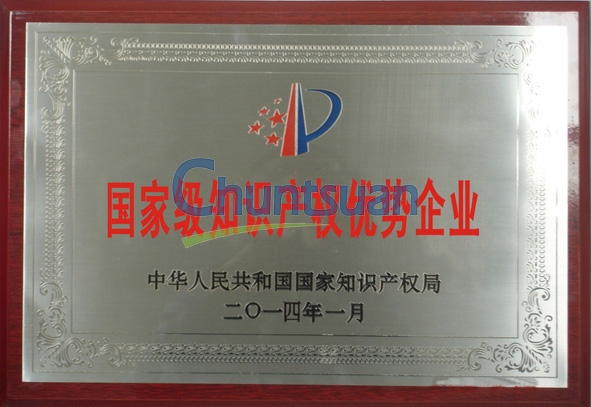 国家级知识产权优势企业
Chuntsuan
中华人民共和国国家知识产权局
二〇一四年一月